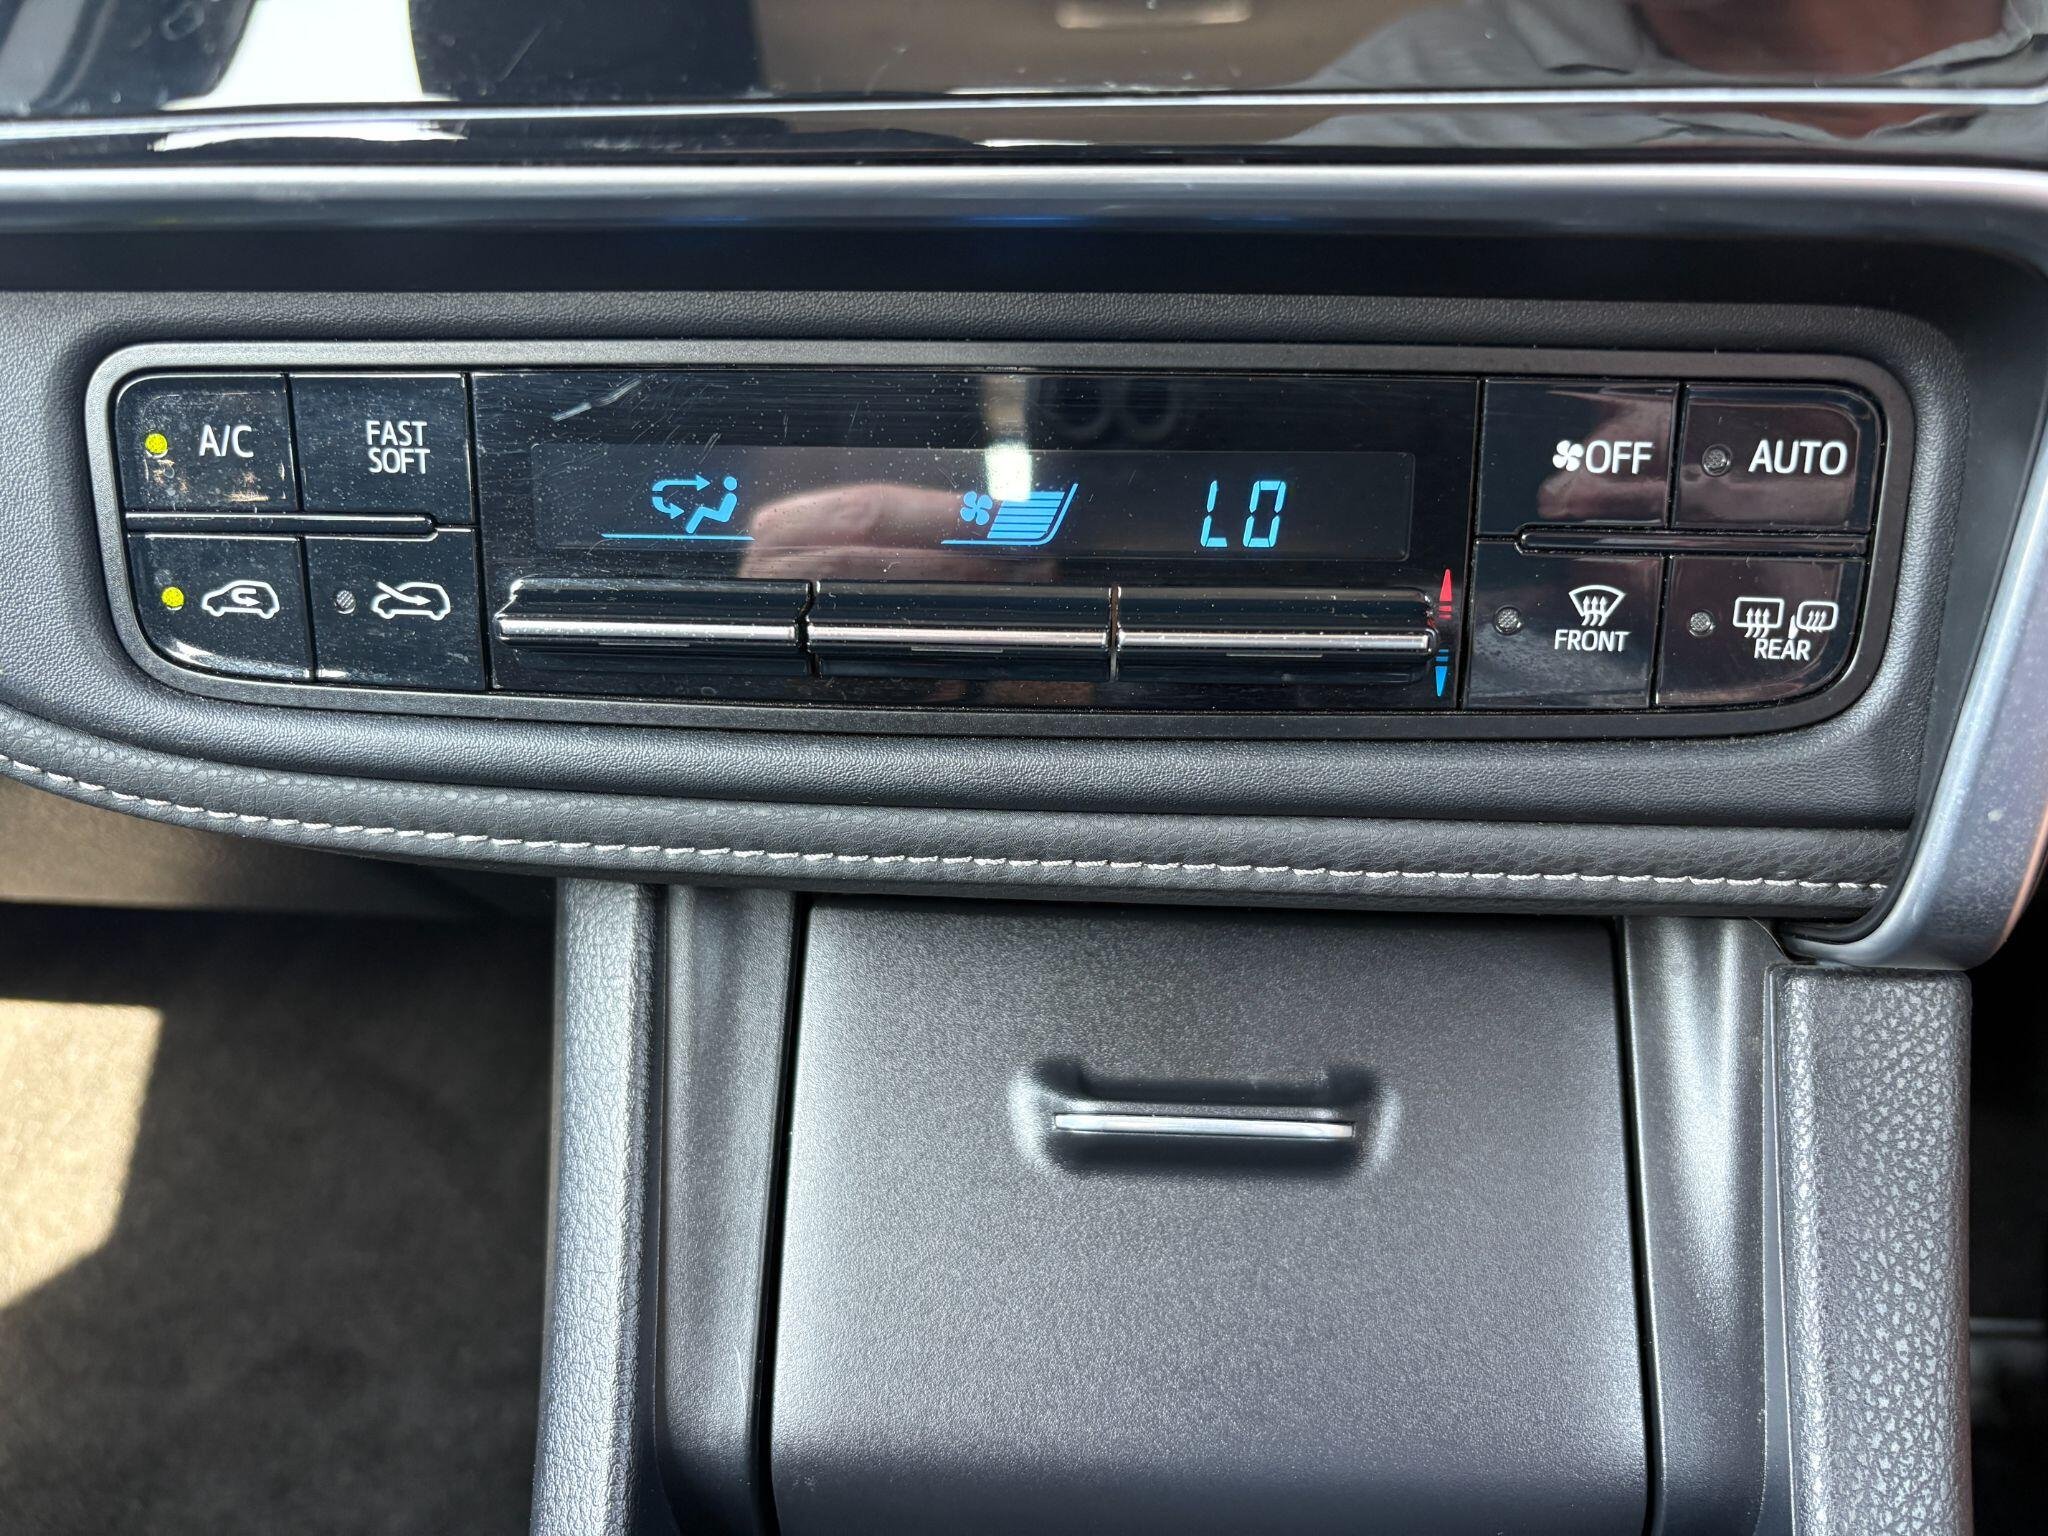 A/C
FAST
SOFT
LO
OFF
AUTO
FRONT
REAR